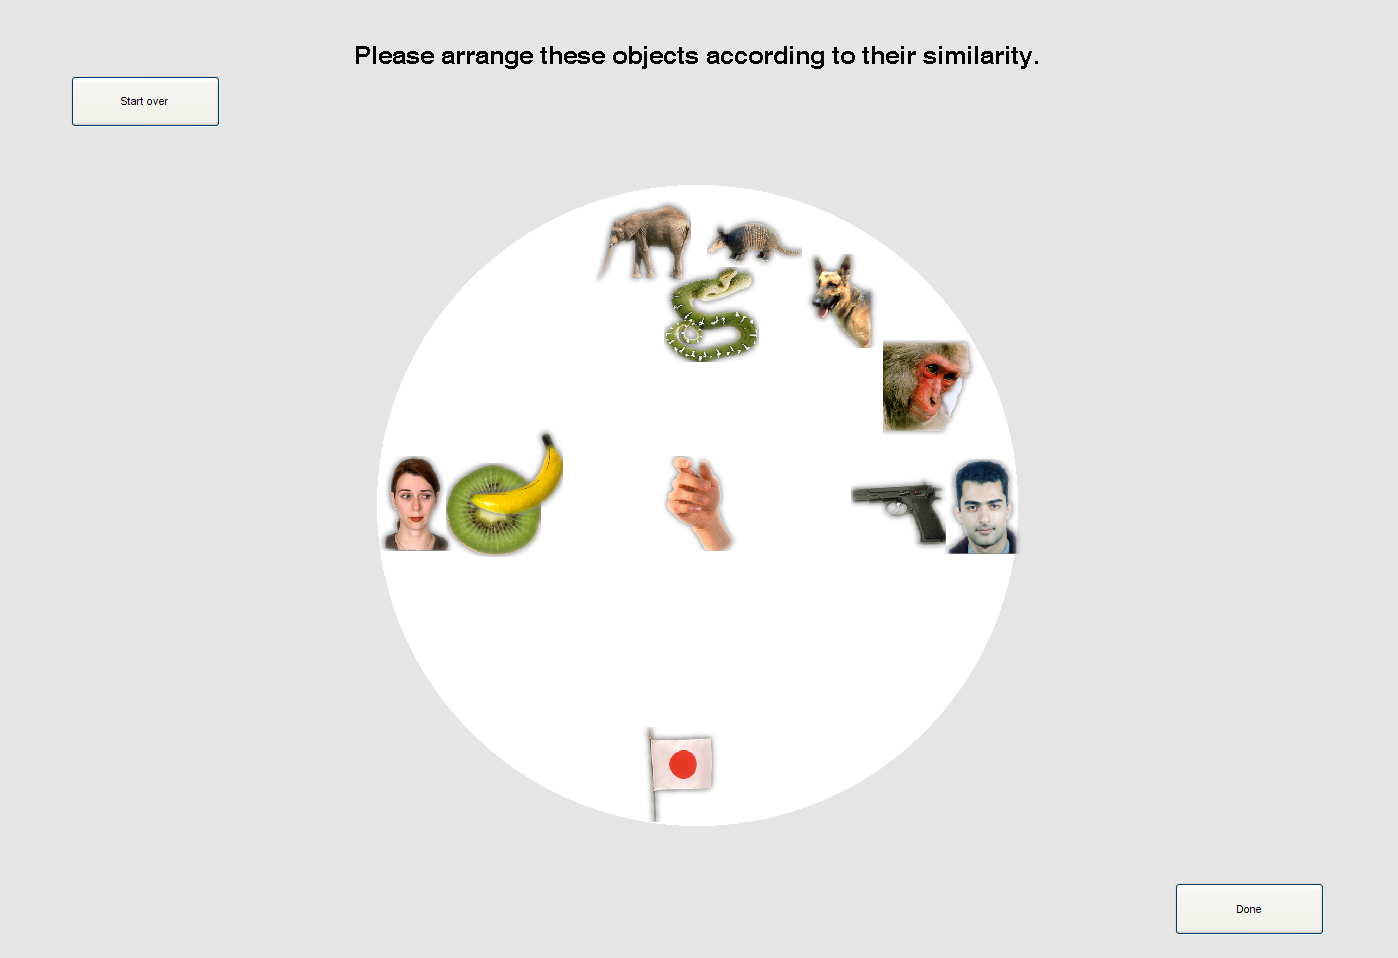 Please arrange these objects according to their similarity.
Start over
Done